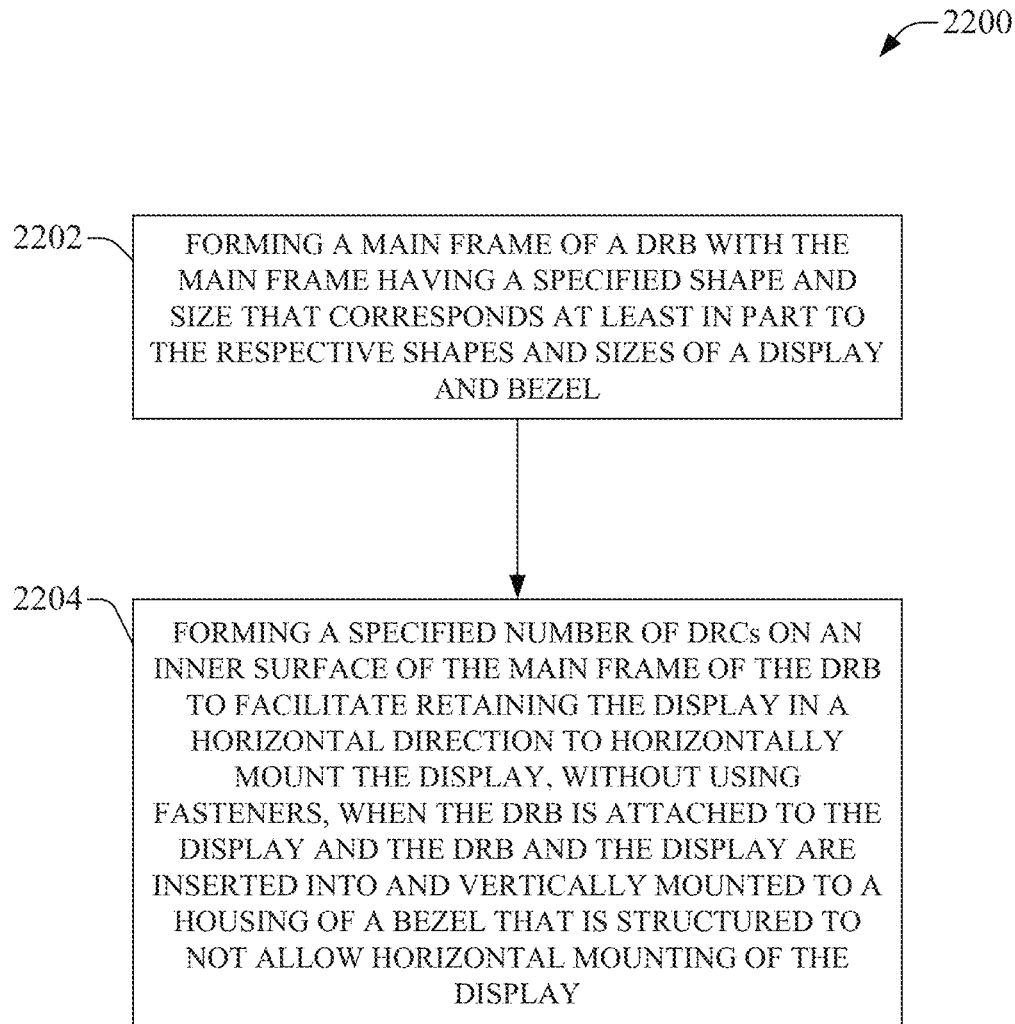 2200
2202
FORMING A MAIN FRAME OF A DRB WITH THE
MAIN FRAME HAVING A SPECIFIED SHAPE AND
SIZE THAT CORRESPONDS AT LEAST IN PART TO
THE RESPECTIVE SHAPES AND SIZES OF A DISPLAY
AND BEZEL
2204
FORMING A SPECIFIED NUMBER OF DRCs ON AN
INNER SURFACE OF THE MAIN FRAME OF THE DRB
TO FACILITATE RETAINING THE DISPLAY IN A
HORIZONTAL DIRECTION TO HORIZONTALLY
MOUNT THE DISPLAY, WITHOUT USING
FASTENERS, WHEN THE DRB IS ATTACHED TO THE
DISPLAY AND THE DRB AND THE DISPLAY ARE
INSERTED INTO AND VERTICALLY MOUNTED TO A
HOUSING OF A BEZEL THAT IS STRUCTURED TO
NOT ALLOW HORIZONTAL MOUNTING OF THE
DISPLAY